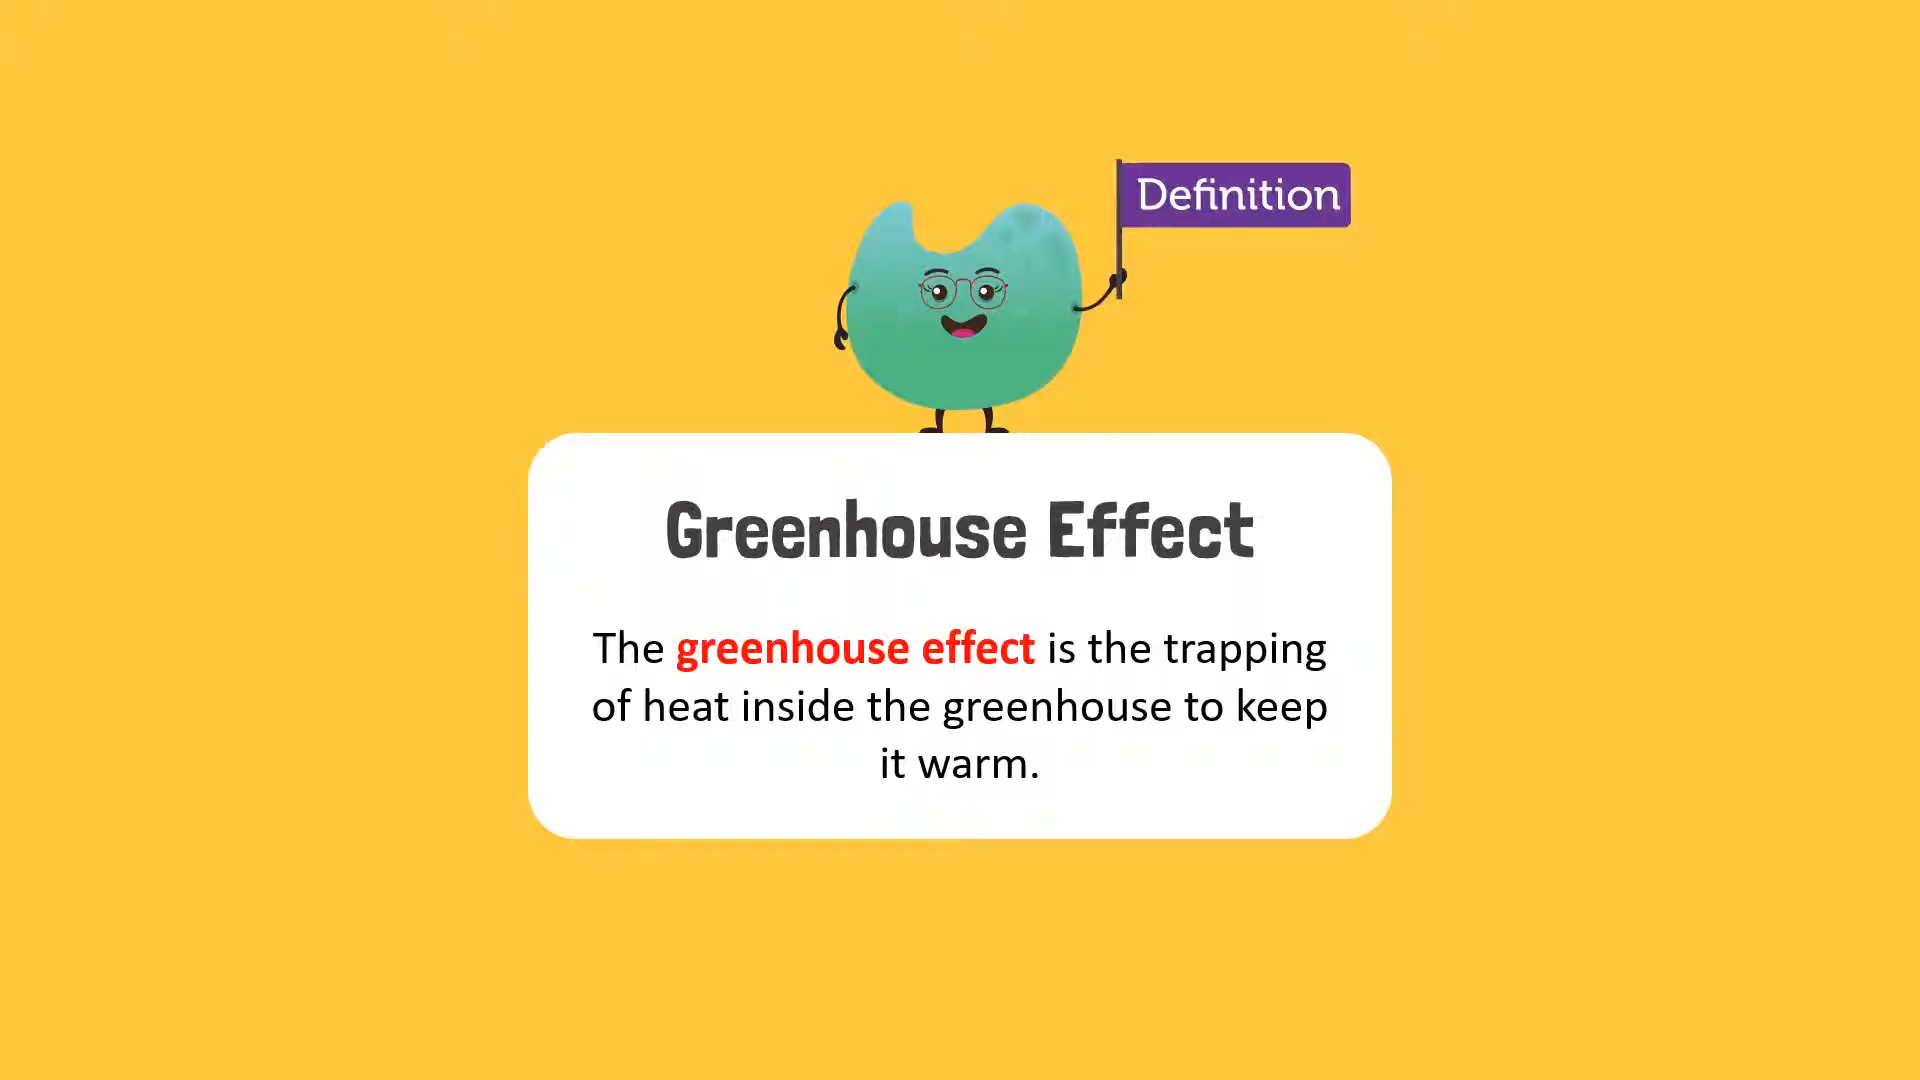 Definition
Greenhouse Effect
The greenhouse effect is the trapping
of heat inside the greenhouse to keep
it warm.